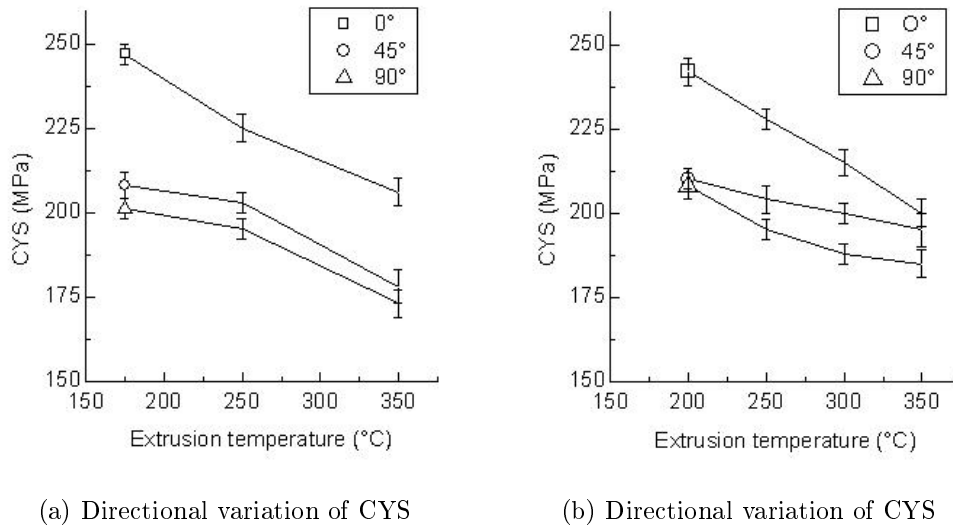 0°
45°
90°
250
225
200
175
150
CYS (MPa)
150 200 250 300 350
Extrusion temperature (°C)
(a) Directional variation of CYS
0°
45°
90°
250
225
200
175
150
CYS (MPa)
150 200 250 300 350
Extrusion temperature (°C)
(b) Directional variation of CYS